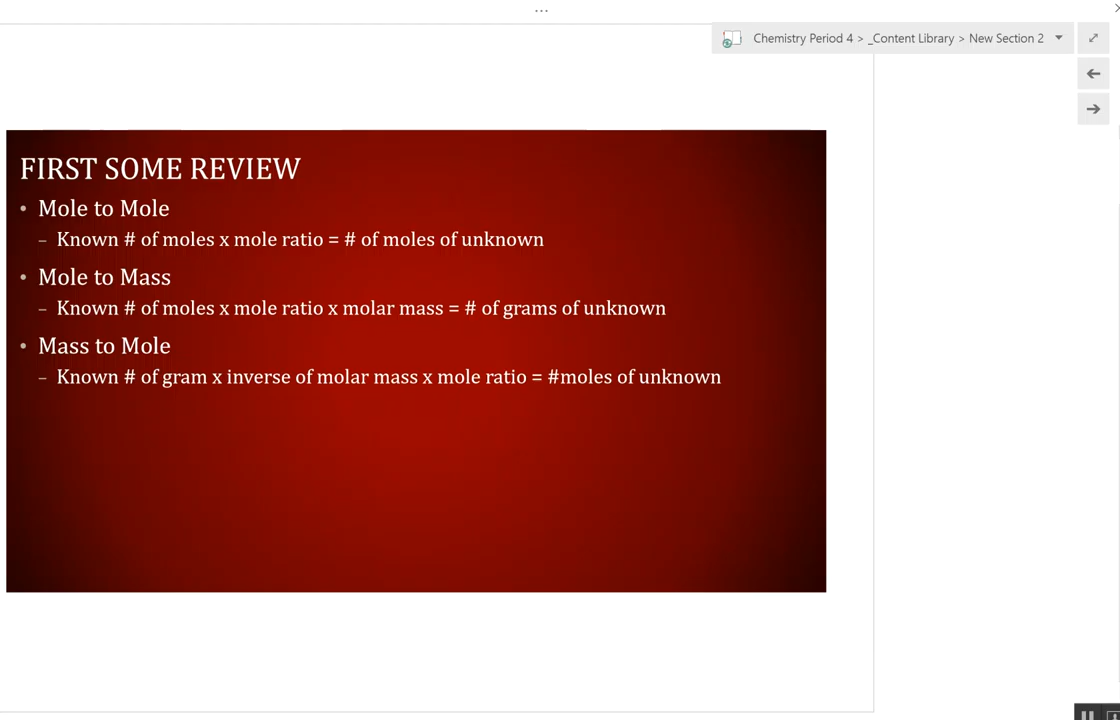 ...
Chemistry Period 4 > _Content Library > New Section 2
FIRST SOME REVIEW
• Mole to Mole
– Known # of moles x mole ratio = # of moles of unknown
• Mole to Mass
– Known # of moles x mole ratio x molar mass = # of grams of unknown
• Mass to Mole
– Known # of gram x inverse of molar mass x mole ratio = #moles of unknown